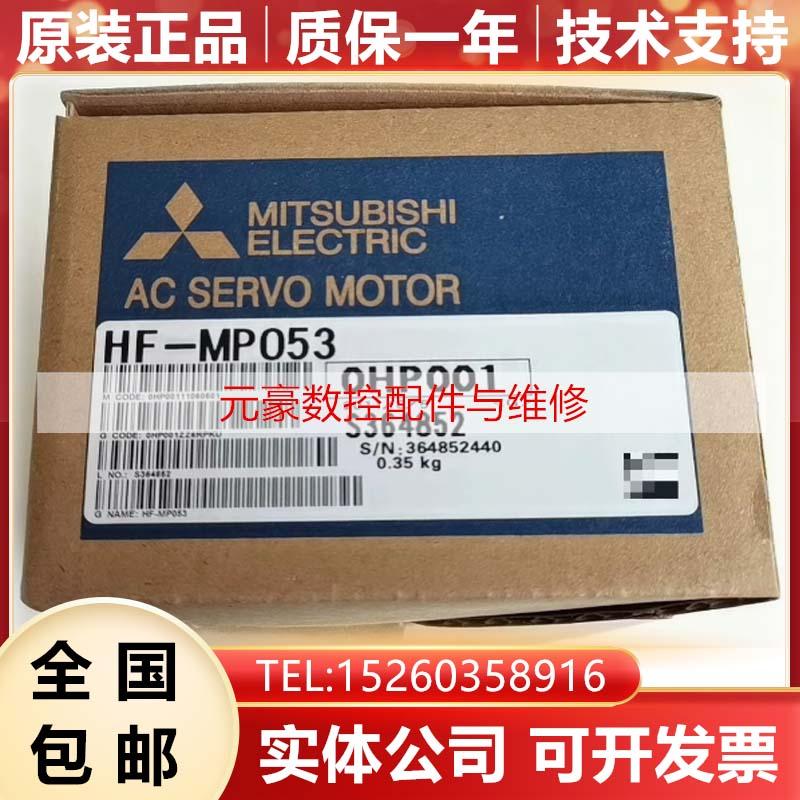 原装正品 质保一年 技术支持
MITSUBISHI
ELECTRIC
AC SERVO MOTOR
HF-MP053
0HP001
元豪数控配件与维修
S364852
S/N:364852440
0.35 kg
L NO.: S364852
G NAME: HF-MP053
全国
包邮
TEL:15260358916
实体公司 可开发票